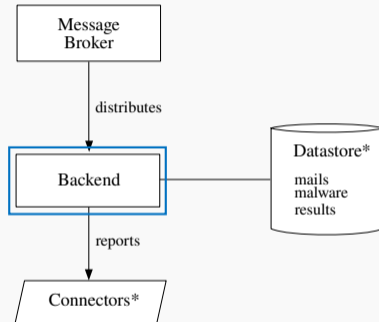 Message
Broker
distributes
Backend
Datastore*
mails
malware
results
reports
Connectors*